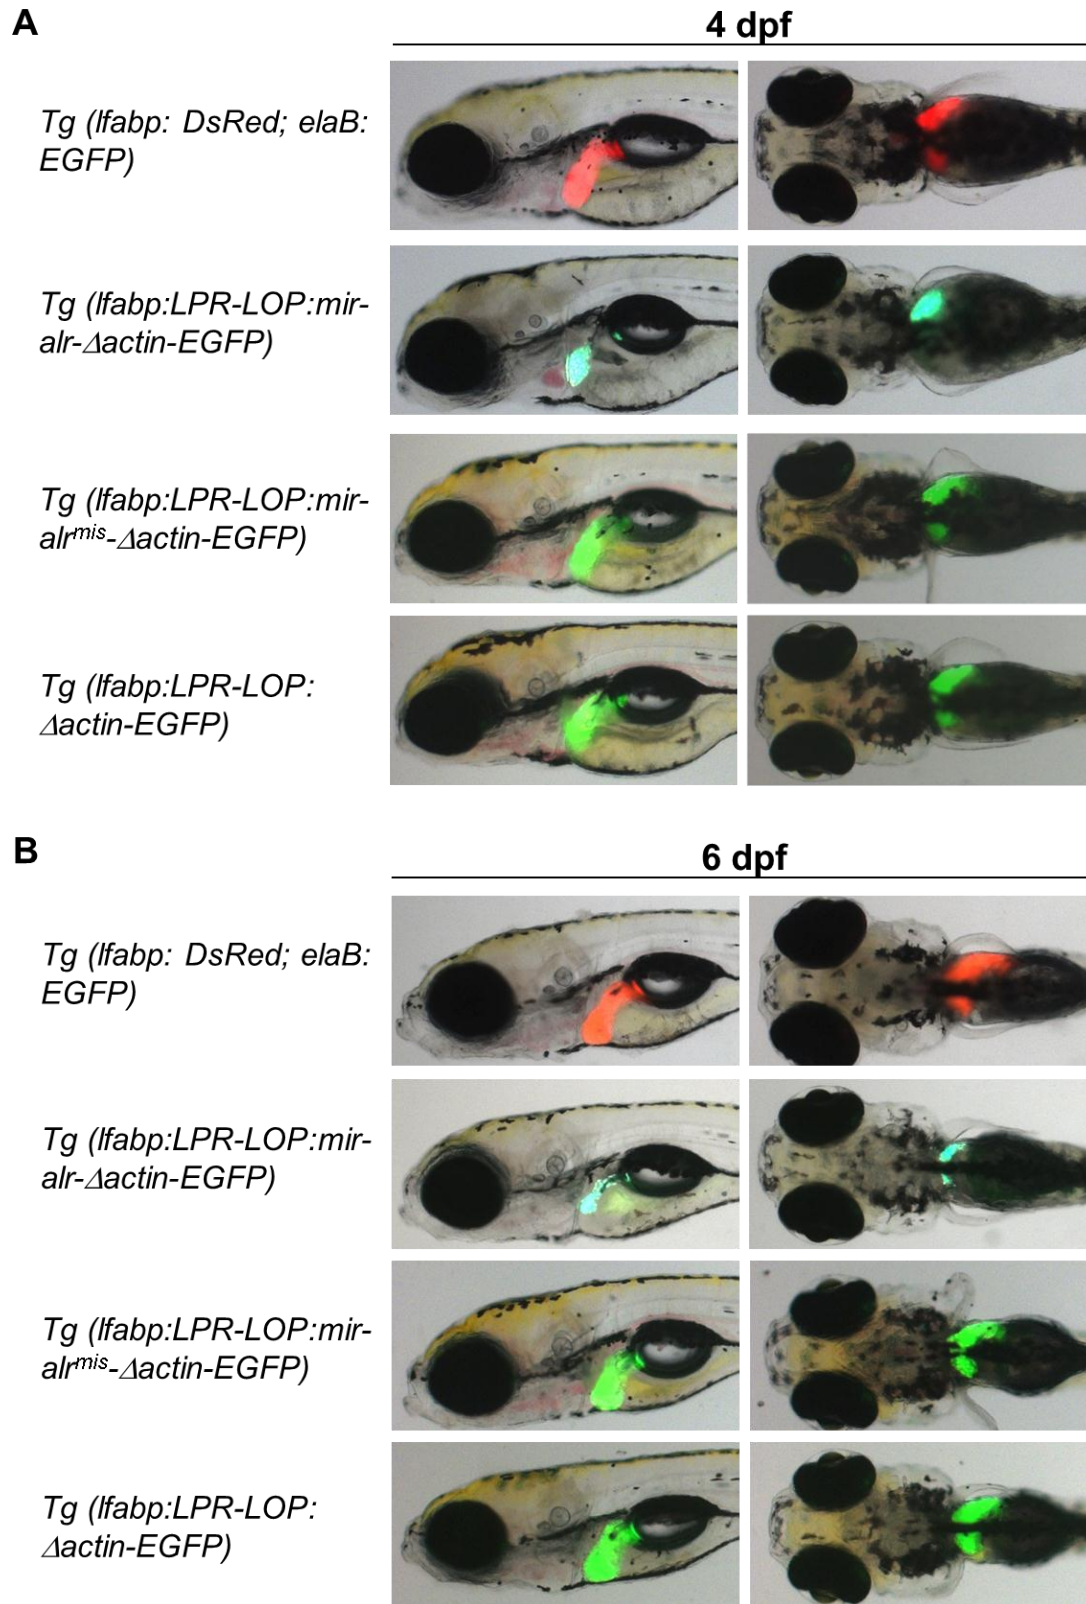 A
4 dpf
Tg (lfabp: DsRed; elaB:
EGFP)
Tg (lfabp:LPR-LOP:mir-
alr-Δactin-EGFP)
Tg (lfabp:LPR-LOP:mir-
alrmis-Δactin-EGFP)
Tg (lfabp:LPR-LOP:
Δactin-EGFP)
B
6 dpf
Tg (lfabp: DsRed; elaB:
EGFP)
Tg (lfabp:LPR-LOP:mir-
alr-Δactin-EGFP)
Tg (lfabp:LPR-LOP:mir-
alrmis-Δactin-EGFP)
Tg (lfabp:LPR-LOP:
Δactin-EGFP)